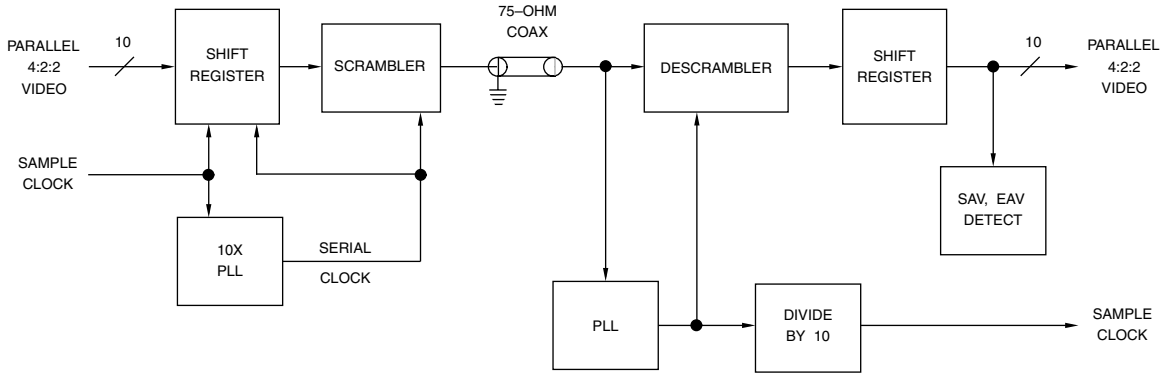 75–OHM
COAX
PARALLEL
4:2:2
VIDEO
10
SHIFT
REGISTER
SCRAMBLER
DESCRAMBLER
SHIFT
REGISTER
10
PARALLEL
4:2:2
VIDEO
SAMPLE
CLOCK
SAV, EAV
DETECT
10X
PLL
SERIAL
CLOCK
PLL
DIVIDE
BY 10
SAMPLE
CLOCK